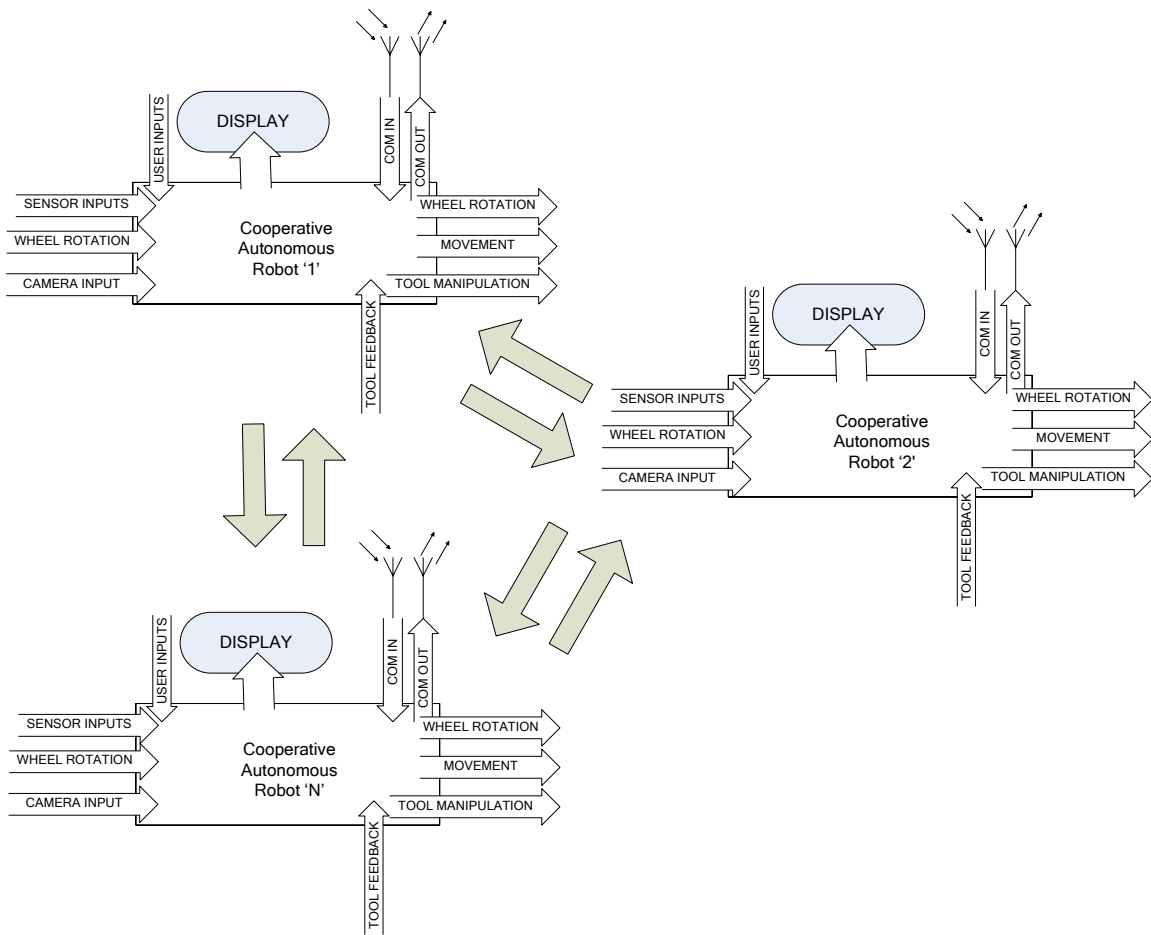 USER INPUTS
DISPLAY
COM IN
COM OUT
SENSOR INPUTS
WHEEL ROTATION
CAMERA INPUT
Cooperative
Autonomous
Robot ‘1’
WHEEL ROTATION
MOVEMENT
TOOL MANIPULATION
TOOL FEEDBACK
USER INPUTS
DISPLAY
COM IN
COM OUT
SENSOR INPUTS
WHEEL ROTATION
CAMERA INPUT
Cooperative
Autonomous
Robot ‘2'
WHEEL ROTATION
MOVEMENT
TOOL MANIPULATION
TOOL FEEDBACK
USER INPUTS
DISPLAY
COM IN
COM OUT
SENSOR INPUTS
WHEEL ROTATION
CAMERA INPUT
Cooperative
Autonomous
Robot ‘N’
WHEEL ROTATION
MOVEMENT
TOOL MANIPULATION
TOOL FEEDBACK